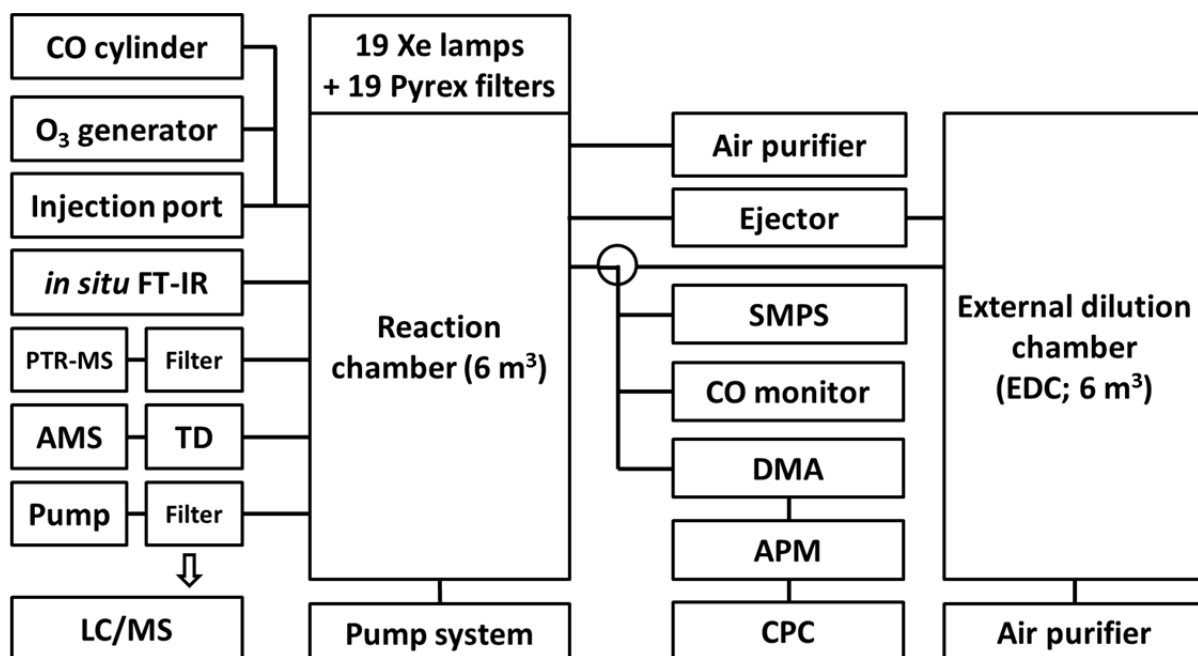 CO cylinder
O₃ generator
Injection port
in situ FT-IR
PTR-MS
Filter
AMS
TD
Pump
Filter
LC/MS
19 Xe lamps
+ 19 Pyrex filters
Reaction
chamber (6 m³)
Pump system
Air purifier
Ejector
SMPS
CO monitor
DMA
APM
CPC
External dilution
chamber
(EDC; 6 m³)
Air purifier